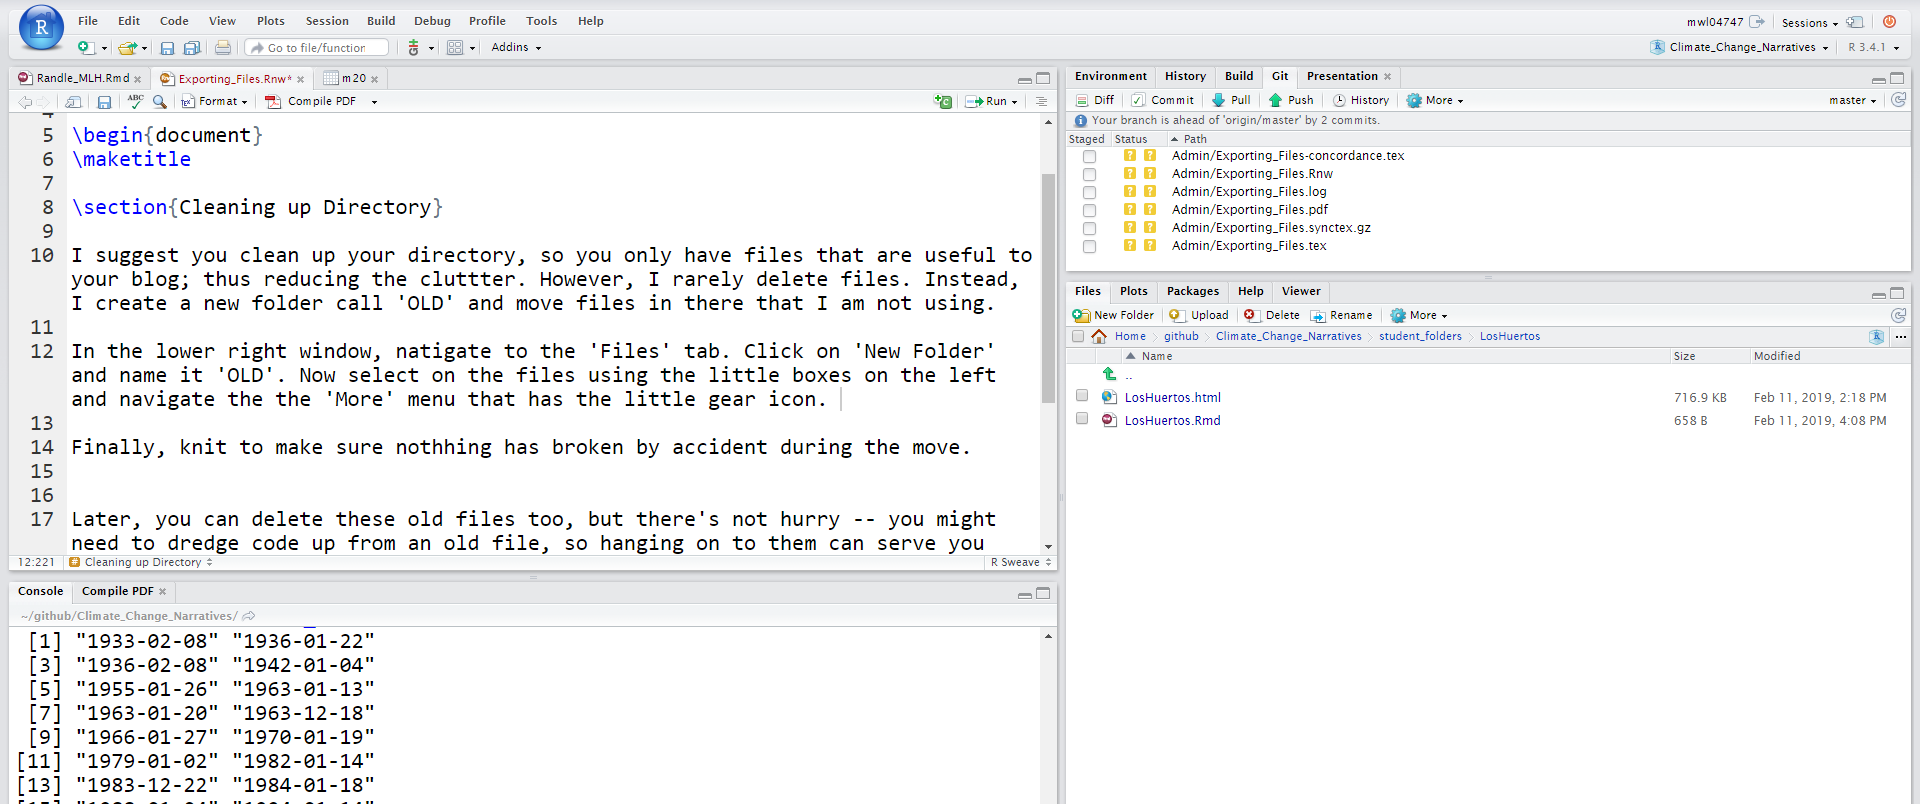 File Edit Code View Plots Session Build Debug Profile Tools Help
mwl04747 Sessions
Go to file/function Addins
Climate_Change_Narratives R 3.4.1
Randle_MLH.Rmd Exporting_Files.Rnw* m20
ABC Format Compile PDF Run
4
5 \begin{document}
6 \maketitle
7
8 \section{Cleaning up Directory}
9
10 I suggest you clean up your directory, so you only have files that are useful to
your blog; thus reducing the cluttter. However, I rarely delete files. Instead,
I create a new folder call 'OLD' and move files in there that I am not using.
11
12 In the lower right window, natigate to the 'Files' tab. Click on 'New Folder'
and name it 'OLD'. Now select on the files using the little boxes on the left
and navigate the the 'More' menu that has the little gear icon.
13
14 Finally, knit to make sure nothhing has broken by accident during the move.
15
16
17 Later, you can delete these old files too, but there's not hurry -- you might
need to dredge code up from an old file, so hanging on to them can serve you
12:221 Cleaning up Directory R Sweave
Console Compile PDF
~/github/Climate_Change_Narratives/
[1] "1933-02-08" "1936-01-22"
[3] "1936-02-08" "1942-01-04"
[5] "1955-01-26" "1963-01-13"
[7] "1963-01-20" "1963-12-18"
[9] "1966-01-27" "1970-01-19"
[11] "1979-01-02" "1982-01-14"
[13] "1983-12-22" "1984-01-18"
Environment History Build Git Presentation
Diff Commit Pull Push History More master
Your branch is ahead of 'origin/master' by 2 commits.
Staged Status Path
? ? Admin/Exporting_Files-concordance.tex
? ? Admin/Exporting_Files.Rnw
? ? Admin/Exporting_Files.log
? ? Admin/Exporting_Files.pdf
? ? Admin/Exporting_Files.synctex.gz
? ? Admin/Exporting_Files.tex
Files Plots Packages Help Viewer
New Folder Upload Delete Rename More
Home github Climate_Change_Narratives student_folders LosHuertos ...
Name Size Modified
..
LosHuertos.html 716.9 KB Feb 11, 2019, 2:18 PM
LosHuertos.Rmd 658 B Feb 11, 2019, 4:08 PM